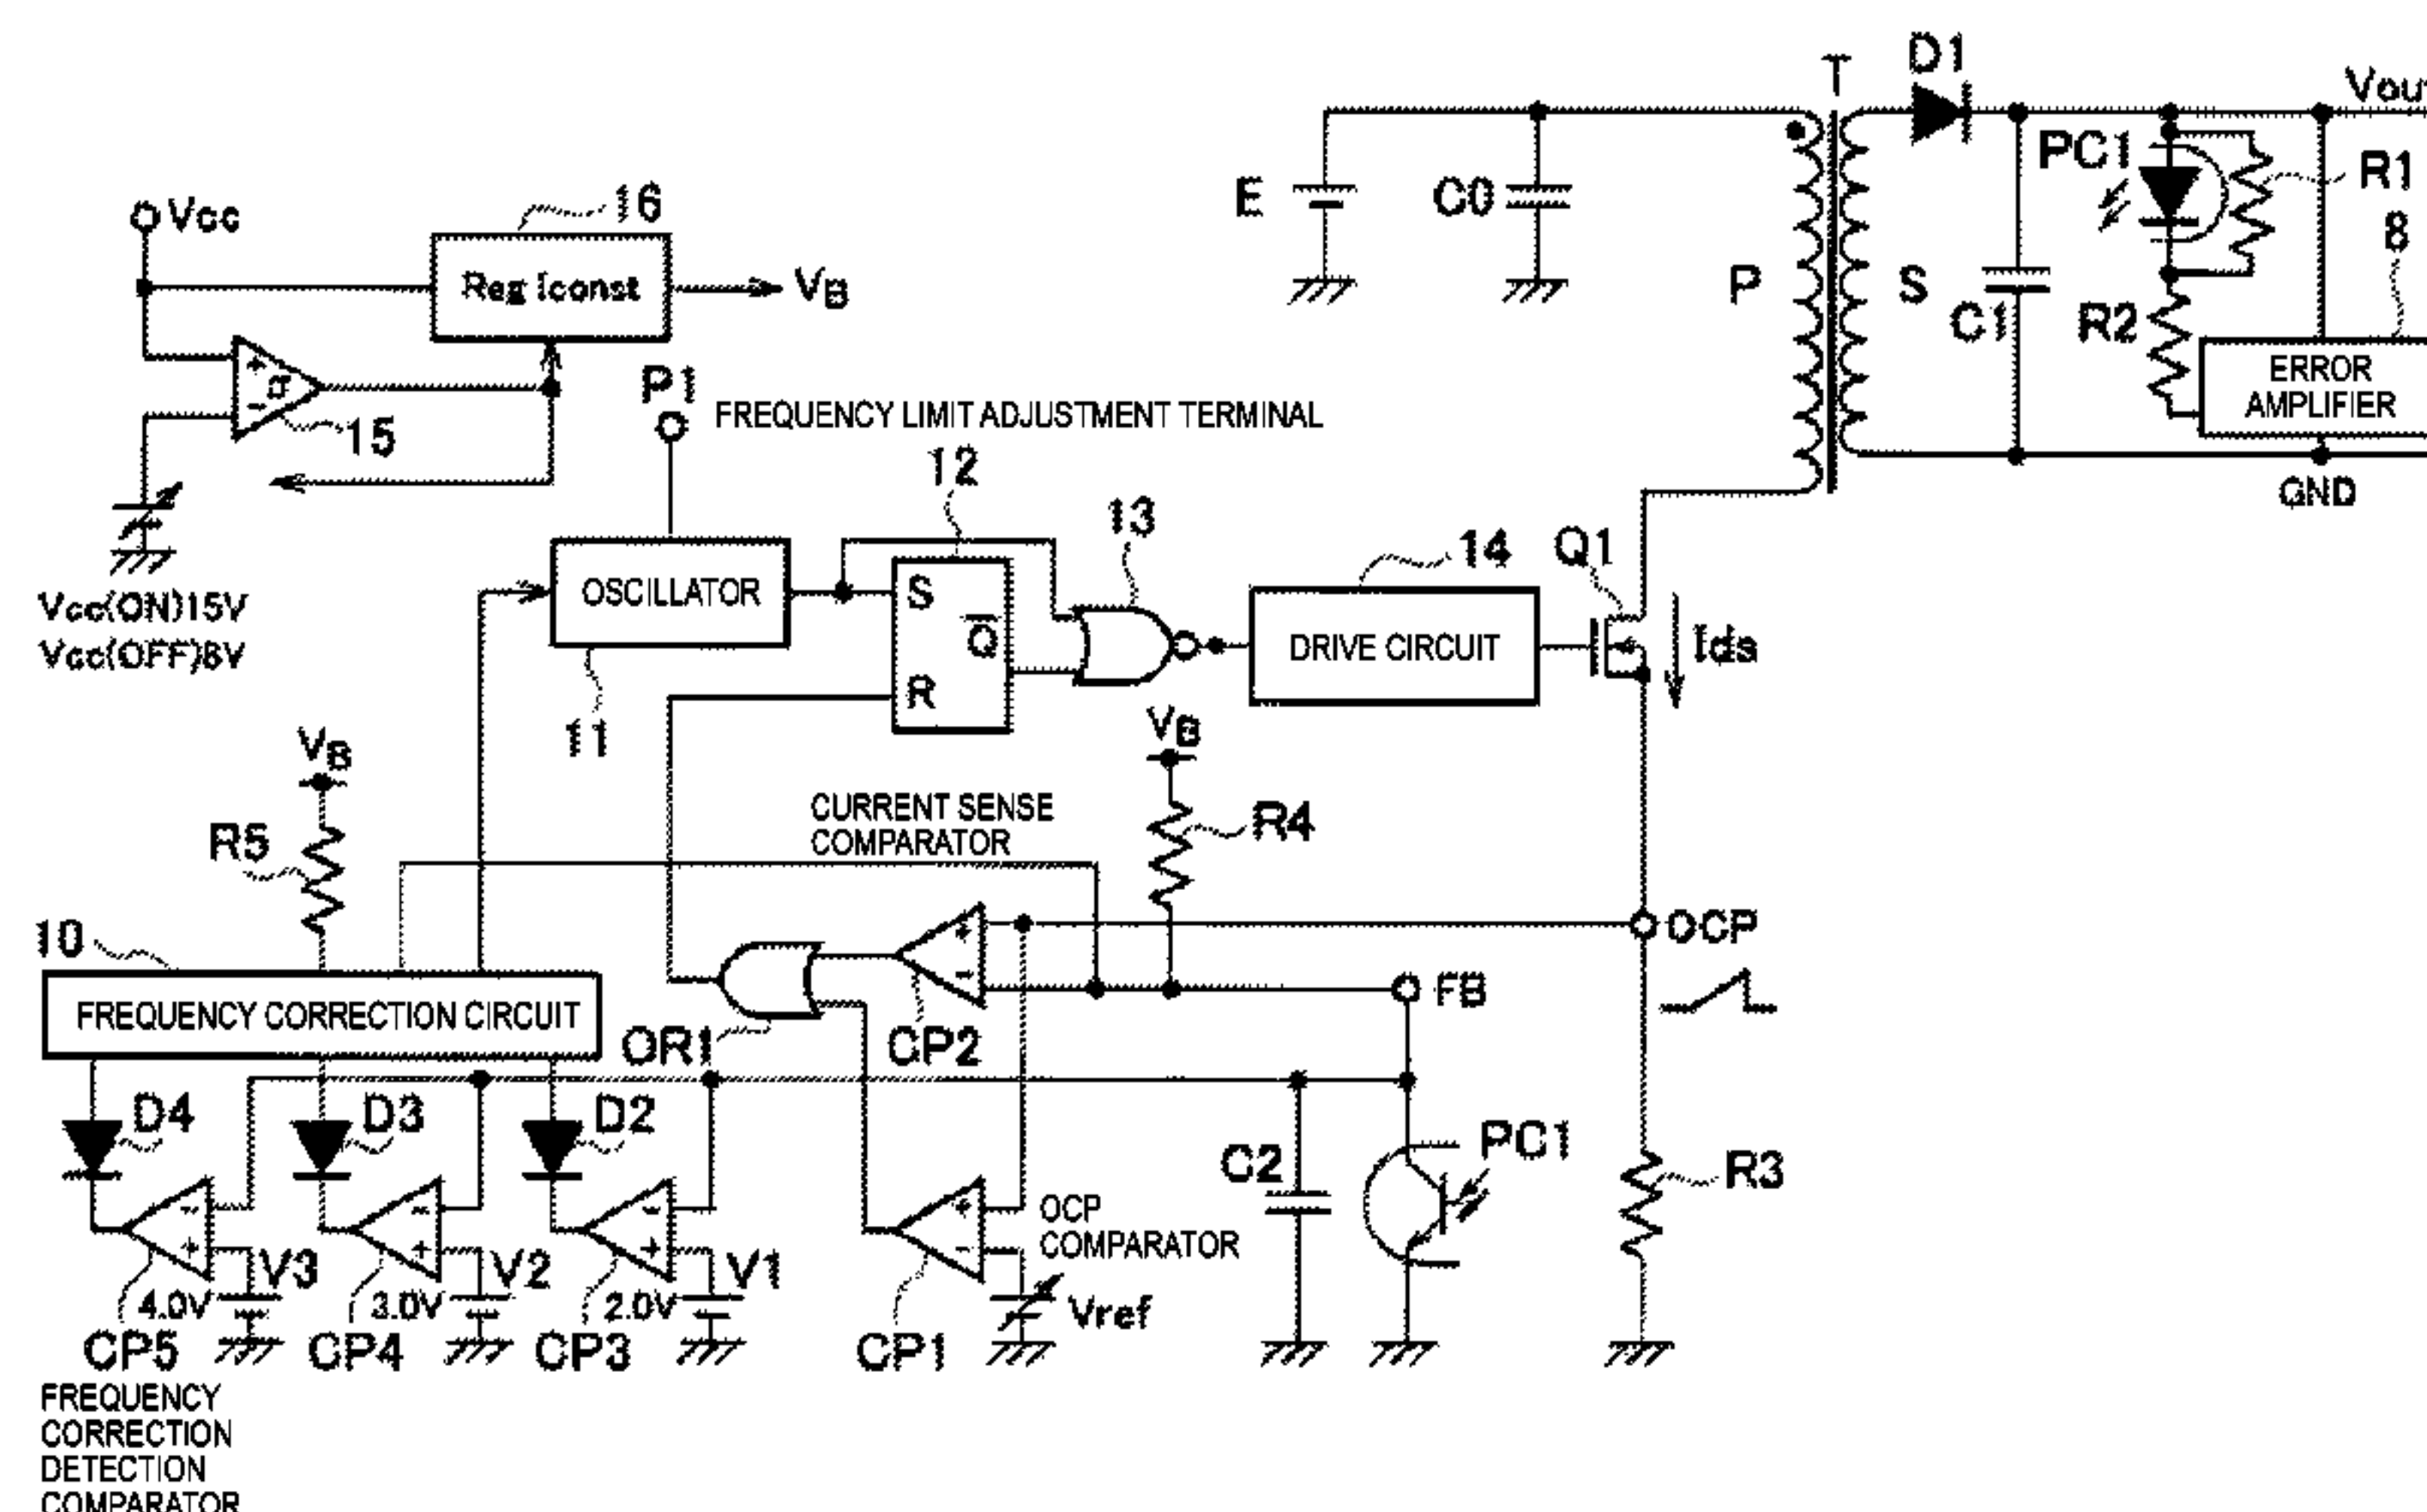 T
D1
Vou
PC1
R1
E
C0
8
16
Vcc
P
S
C1
R2
Reg Iconst
VB
ERROR
AMPLIFIER
P1
FREQUENCY LIMIT ADJUSTMENT TERMINAL
15
12
GND
13
14
Q1
OSCILLATOR
S
Q
R
DRIVE CIRCUIT
Ids
Vcc(ON)15V
Vcc(OFF)8V
11
VB
VB
CURRENT SENSE
COMPARATOR
R4
R5
10
OCP
FREQUENCY CORRECTION CIRCUIT
FB
OR1
CP2
D4
D3
D2
C2
PC1
R3
OCP
COMPARATOR
V3
V2
V1
4.0V
3.0V
2.0V
Vref
CP5
CP4
CP3
CP1
FREQUENCY
CORRECTION
DETECTION
COMPARATOR